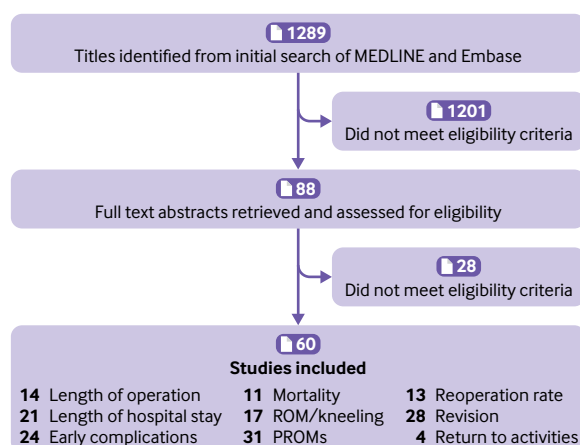 1289
Titles identified from initial search of MEDLINE and Embase
1201
Did not meet eligibility criteria
88
Full text abstracts retrieved and assessed for eligibility
28
Did not meet eligibility criteria
60
Studies included
14 Length of operation 11 Mortality 13 Reoperation rate
21 Length of hospital stay 17 ROM/kneeling 28 Revision
24 Early complications 31 PROMs 4 Return to activities